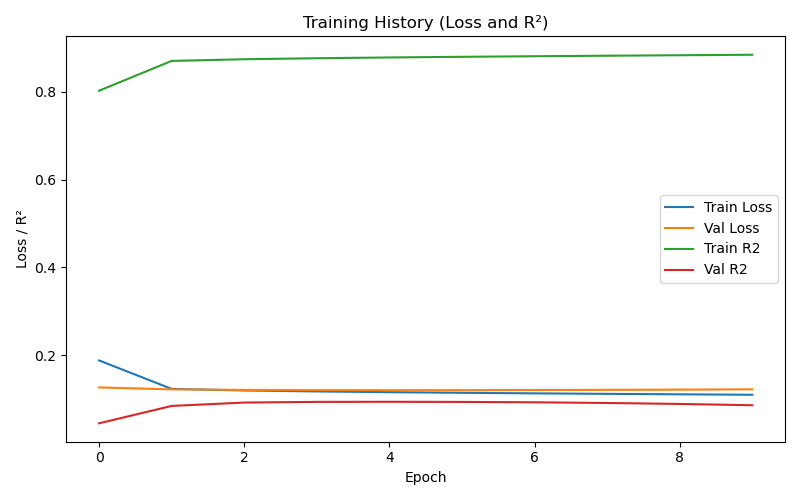 Training History (Loss and R²)
Loss / R²
0.8
0.6
0.4
0.2
Train Loss
Val Loss
Train R2
Val R2
0 2 4 6 8
Epoch